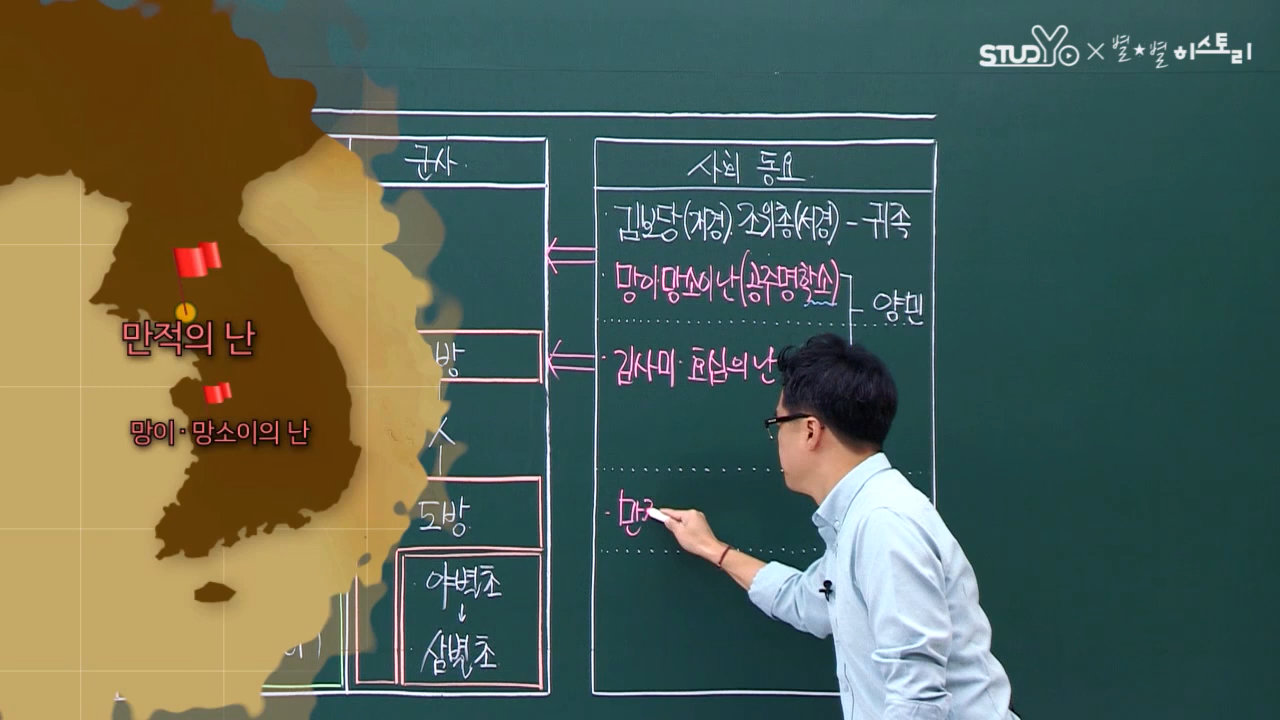 STUDYO × 별★별 히스토리
군사
사회 동요
· 김보당(재경). 조위총(서경) - 귀족
· 망이 망소이 난(공주명학소)
- 양민
만적의 난
방
· 김사미·효심의 난
망이·망소이의 난
도방
· 만
야별초
↓
삼별초